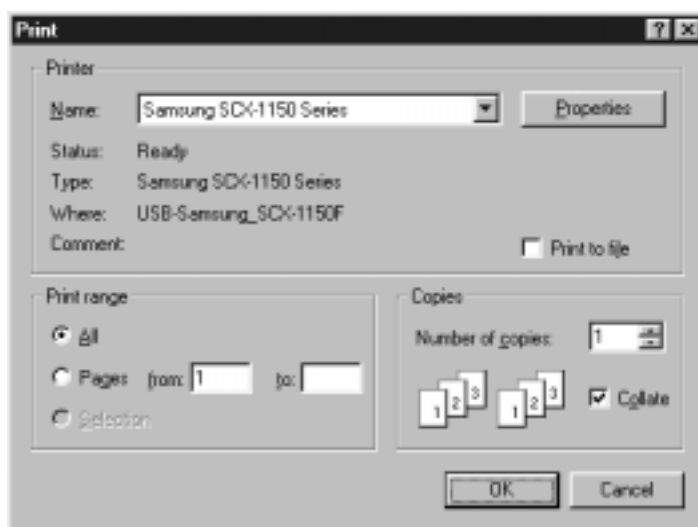 Print
Printer
Name: Samsung SCX-1150 Series Properties
Status: Ready
Type: Samsung SCX-1150 Series
Where: USB-Samsung_SCX-1150F
Comment: Print to file
Print range
All
Pages from: 1 to:
Selection
Copies
Number of copies: 1
1 2 3 1 2 3 Collate
OK Cancel